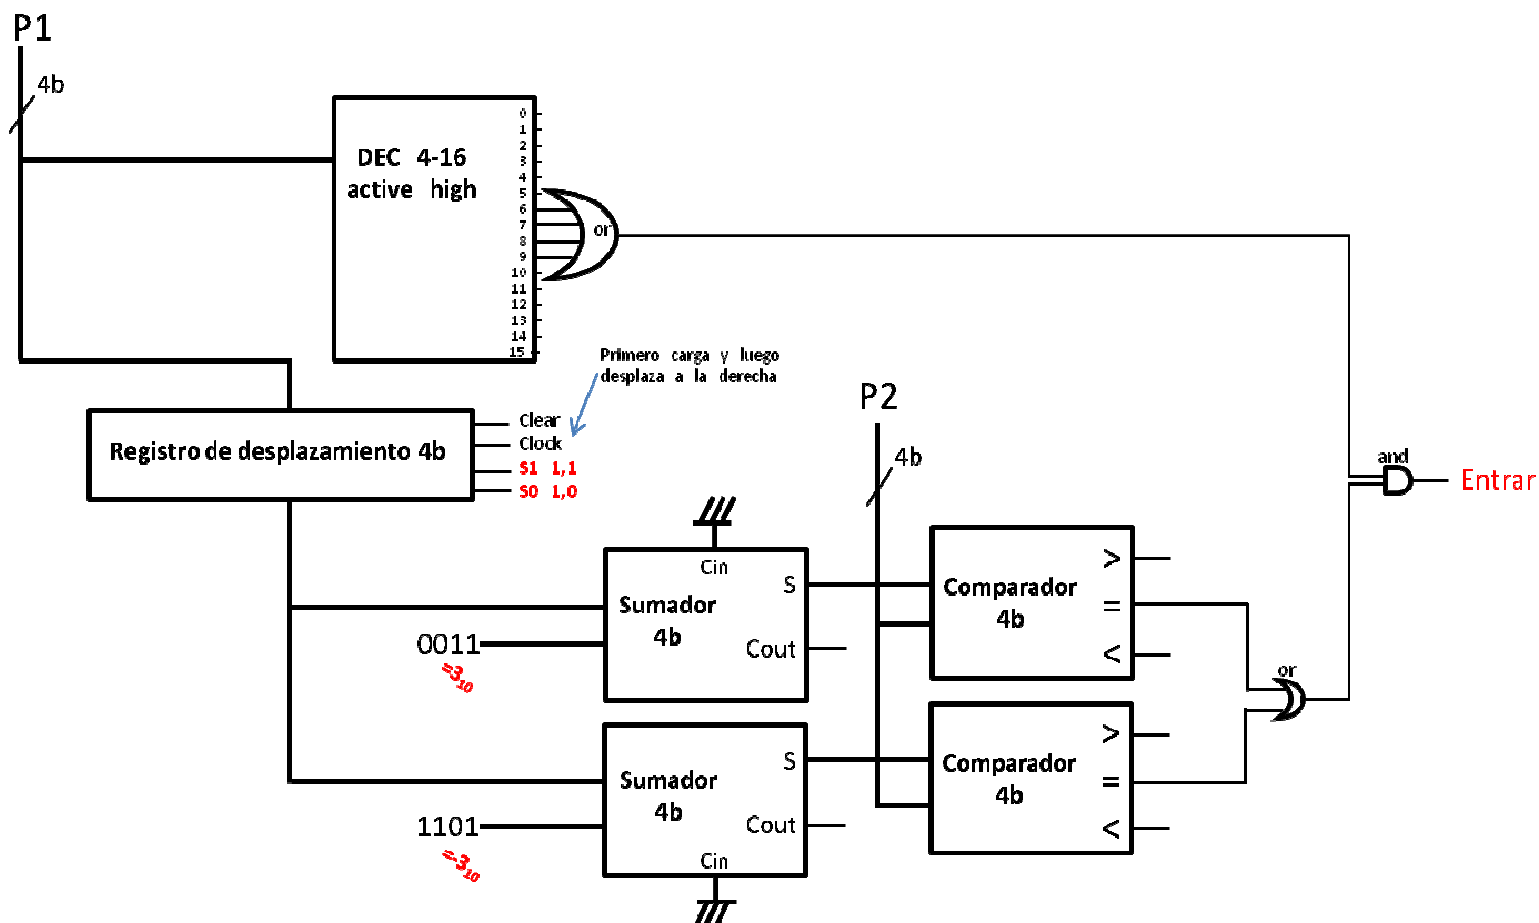 P1
4b
DEC 4-16
active high
0
1
2
3
4
5
6
7
8
9
10
11
12
13
14
15
or
Primero carga y luego
desplaza a la derecha
Registro de desplazamiento 4b
Clear
Clock
S1 1,1
S0 1,0
P2
4b
and
Entrar
Cin
S
Sumador
4b
Cout
0011
=3₁₀
Comparador
4b
>
=
<
or
Sumador
4b
S
Cout
Cin
1101
=-3₁₀
Comparador
4b
>
=
<